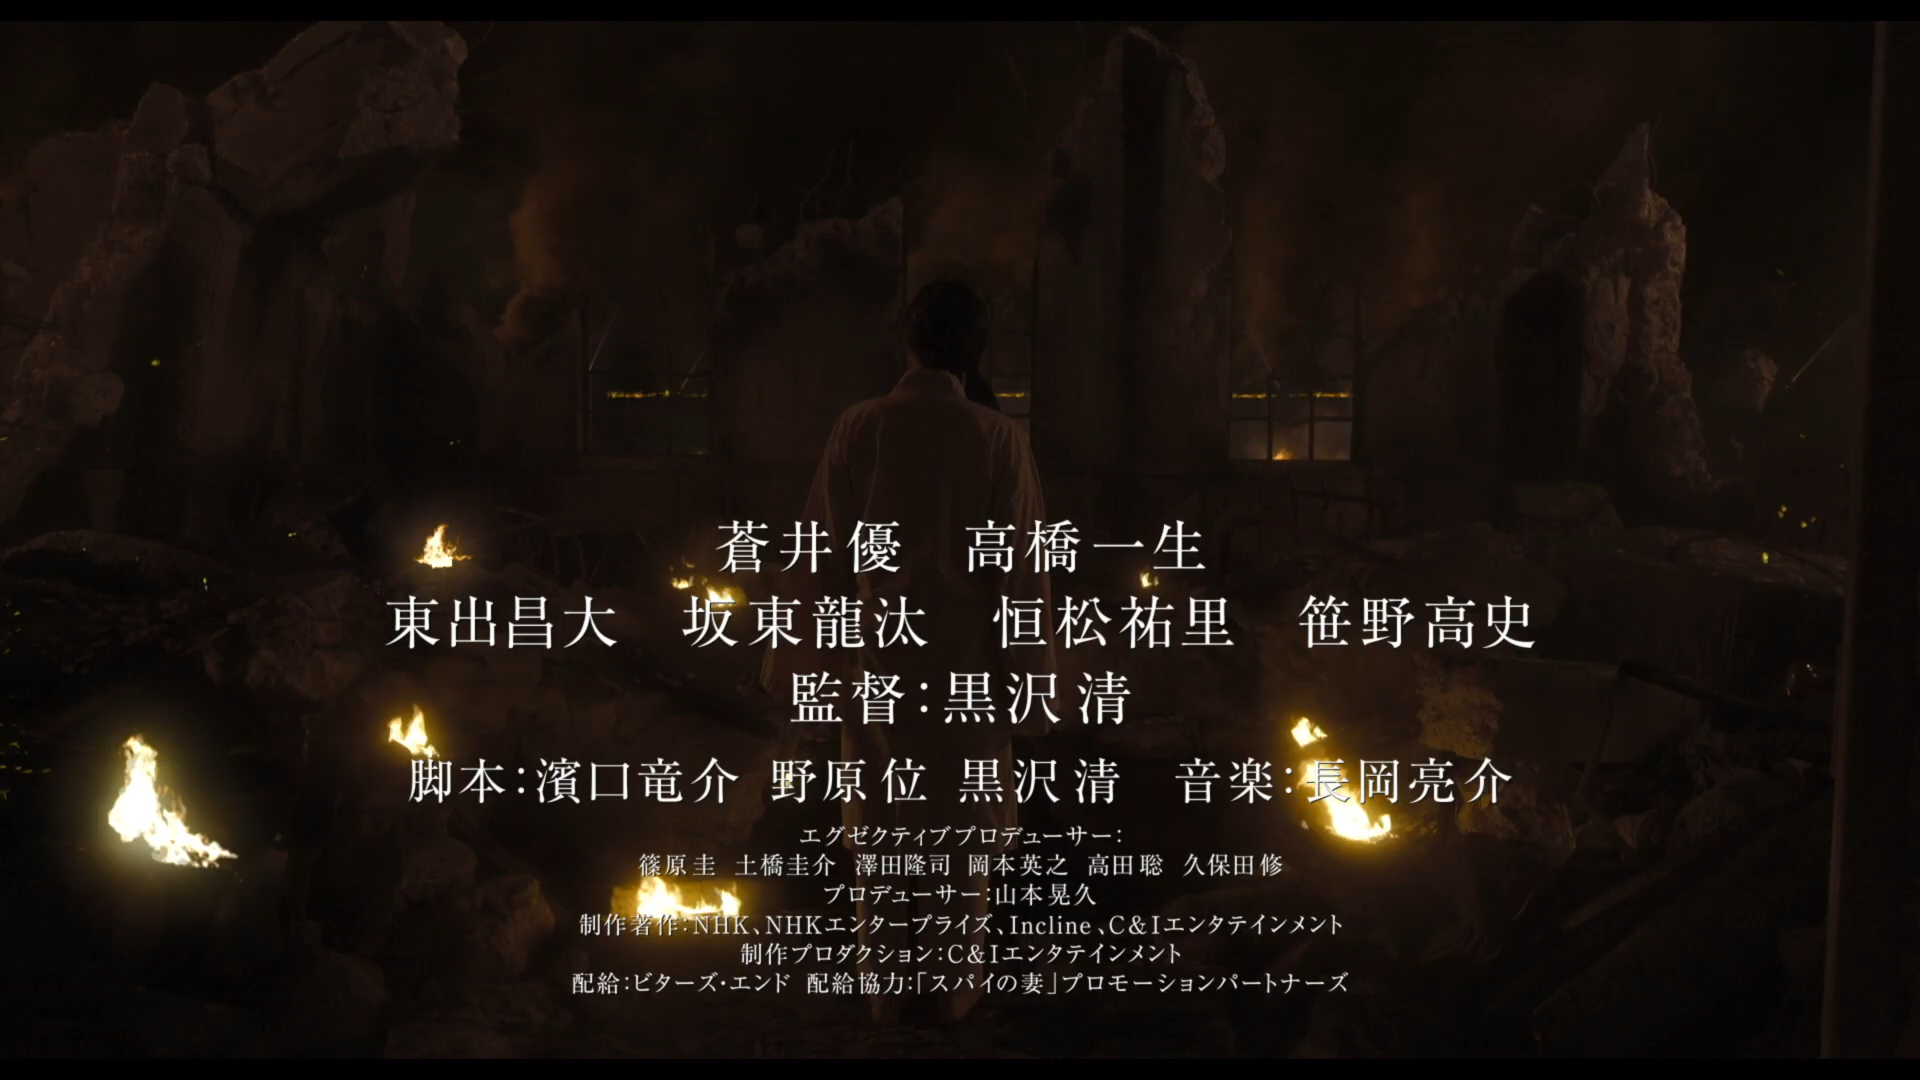 蒼井優　高橋一生
東出昌大　坂東龍汰　恒松祐里　笹野高史
監督：黒沢清
脚本：濱口竜介 野原位 黒沢清　音楽：長岡亮介
エグゼクティブプロデューサー：
篠原圭 土橋圭介 澤田隆司 岡本英之 高田聡 久保田修
プロデューサー：山本晃久
制作著作：NHK、NHKエンタープライズ、Incline、C&Iエンタテインメント
制作プロダクション：C&Iエンタテインメント
配給：ビターズ・エンド 配給協力：「スパイの妻」プロモーションパートナーズ